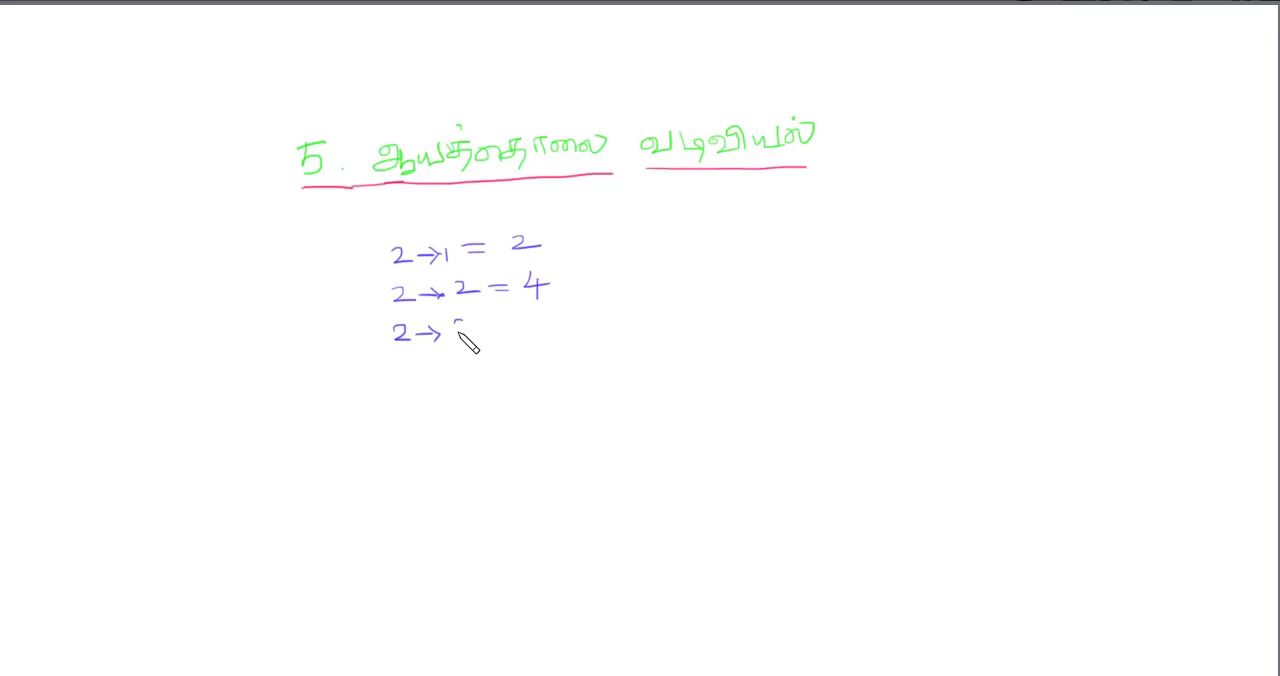 5. ஆயத்தொலை வடிவியல்
2→1 = 2
2→2 = 4
2→